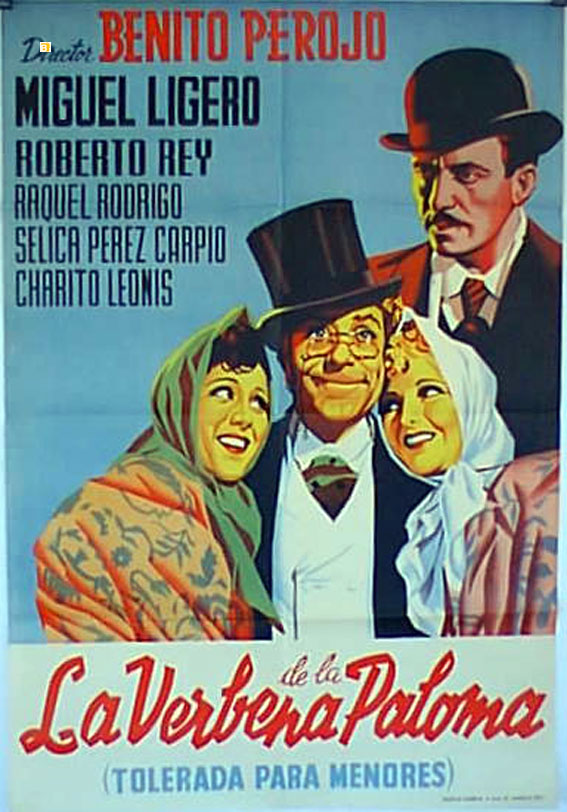 Director BENITO PEROJO
MIGUEL LIGERO
ROBERTO REY
RAQUEL RODRIGO
SELICA PEREZ CARPIO
CHARITO LEONIS
La Verbena de la Paloma
(TOLERADA PARA MENORES)